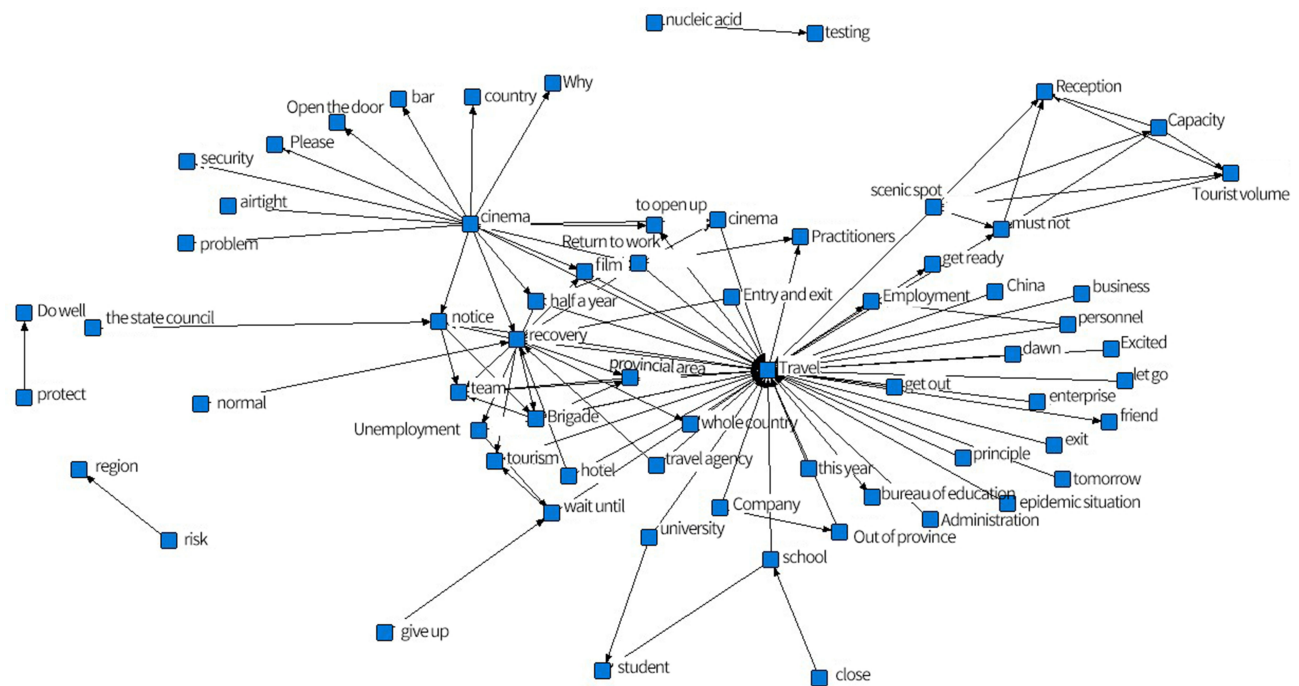 nucleic acid
testing
Why
Reception
country
bar
Open the door
Capacity
Please
security
Tourist volume
scenic spot
airtight
to open up
cinema
cinema
must not
Practitioners
problem
Return to work
get ready
film
China
business
Entry and exit
Employment
half a year
Do well
the state council
notice
personnel
recovery
Excited
dawn
provincial area
Travel
let go
get out
team
enterprise
protect
normal
Brigade
whole country
friend
Unemployment
exit
tourism
travel agency
this year
principle
region
hotel
tomorrow
bureau of education
epidemic situation
wait until
Company
Administration
university
Out of province
risk
school
give up
student
close